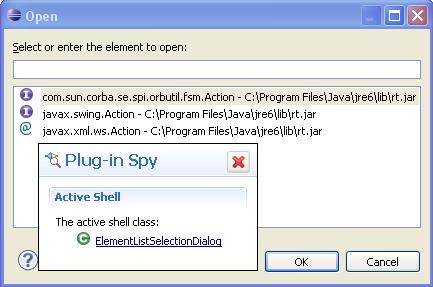 Open
Select or enter the element to open:
com.sun.corba.se.spi.orbutil.fsm.Action - C:\Program Files\Java\jre6\lib\rt.jar
javax.swing.Action - C:\Program Files\Java\jre6\lib\rt.jar
javax.xml.ws.Action - C:\Program Files\Java\jre6\lib\rt.jar
Plug-in Spy
Active Shell
The active shell class:
ElementListSelectionDialog
OK
Cancel